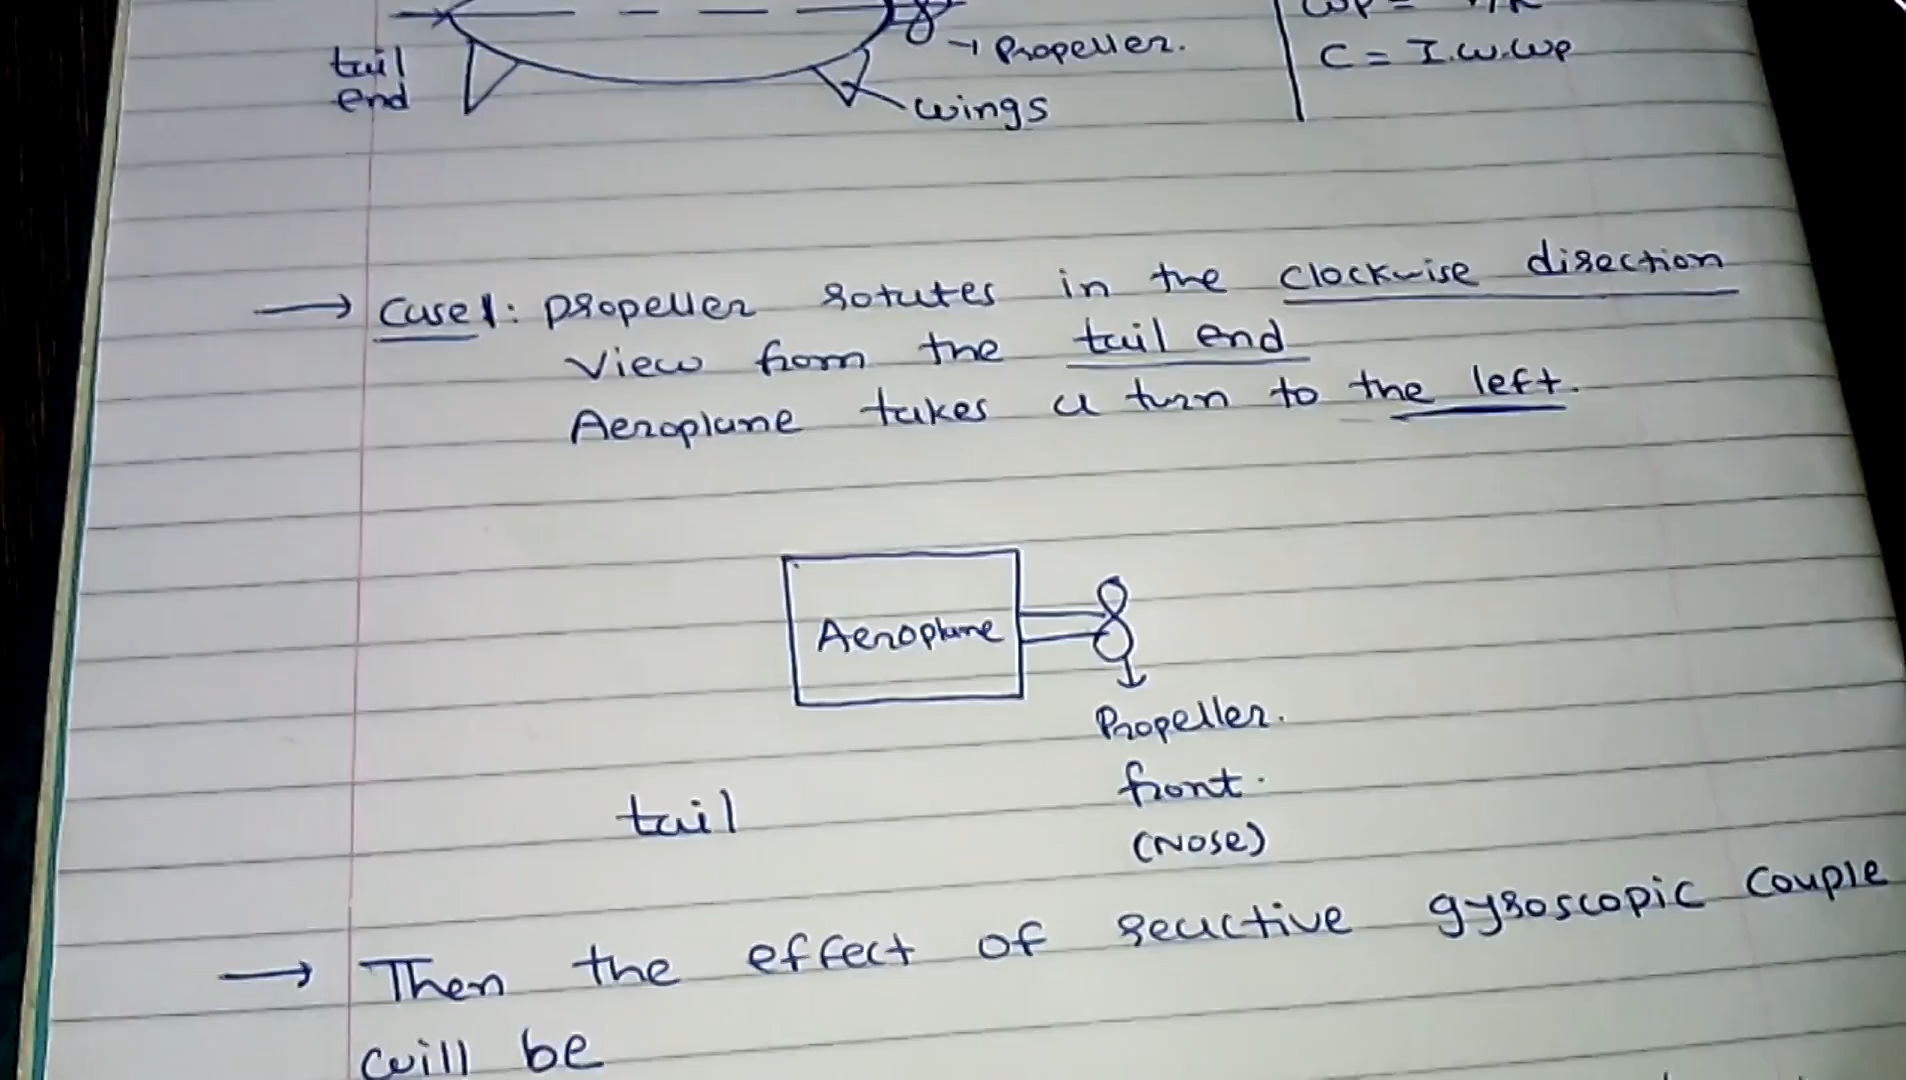 tail
end
Propeller.
wings
C = I.w.wp
Case 1: Propeller rotates in the clockwise direction
View from the tail end
Aeroplane takes a turn to the left.
Aeroplane
Propeller.
front.
(Nose)
tail
Then the effect of reactive gyroscopic couple
will be